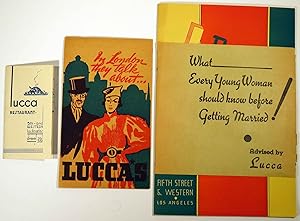 lucca
RESTAURANT
In London
they talk
about...
LUCCA'S
What
Every Young Woman
should know before
Getting Married!
Advised by
Lucca
FIFTH STREET
& WESTERN
LOS ANGELES